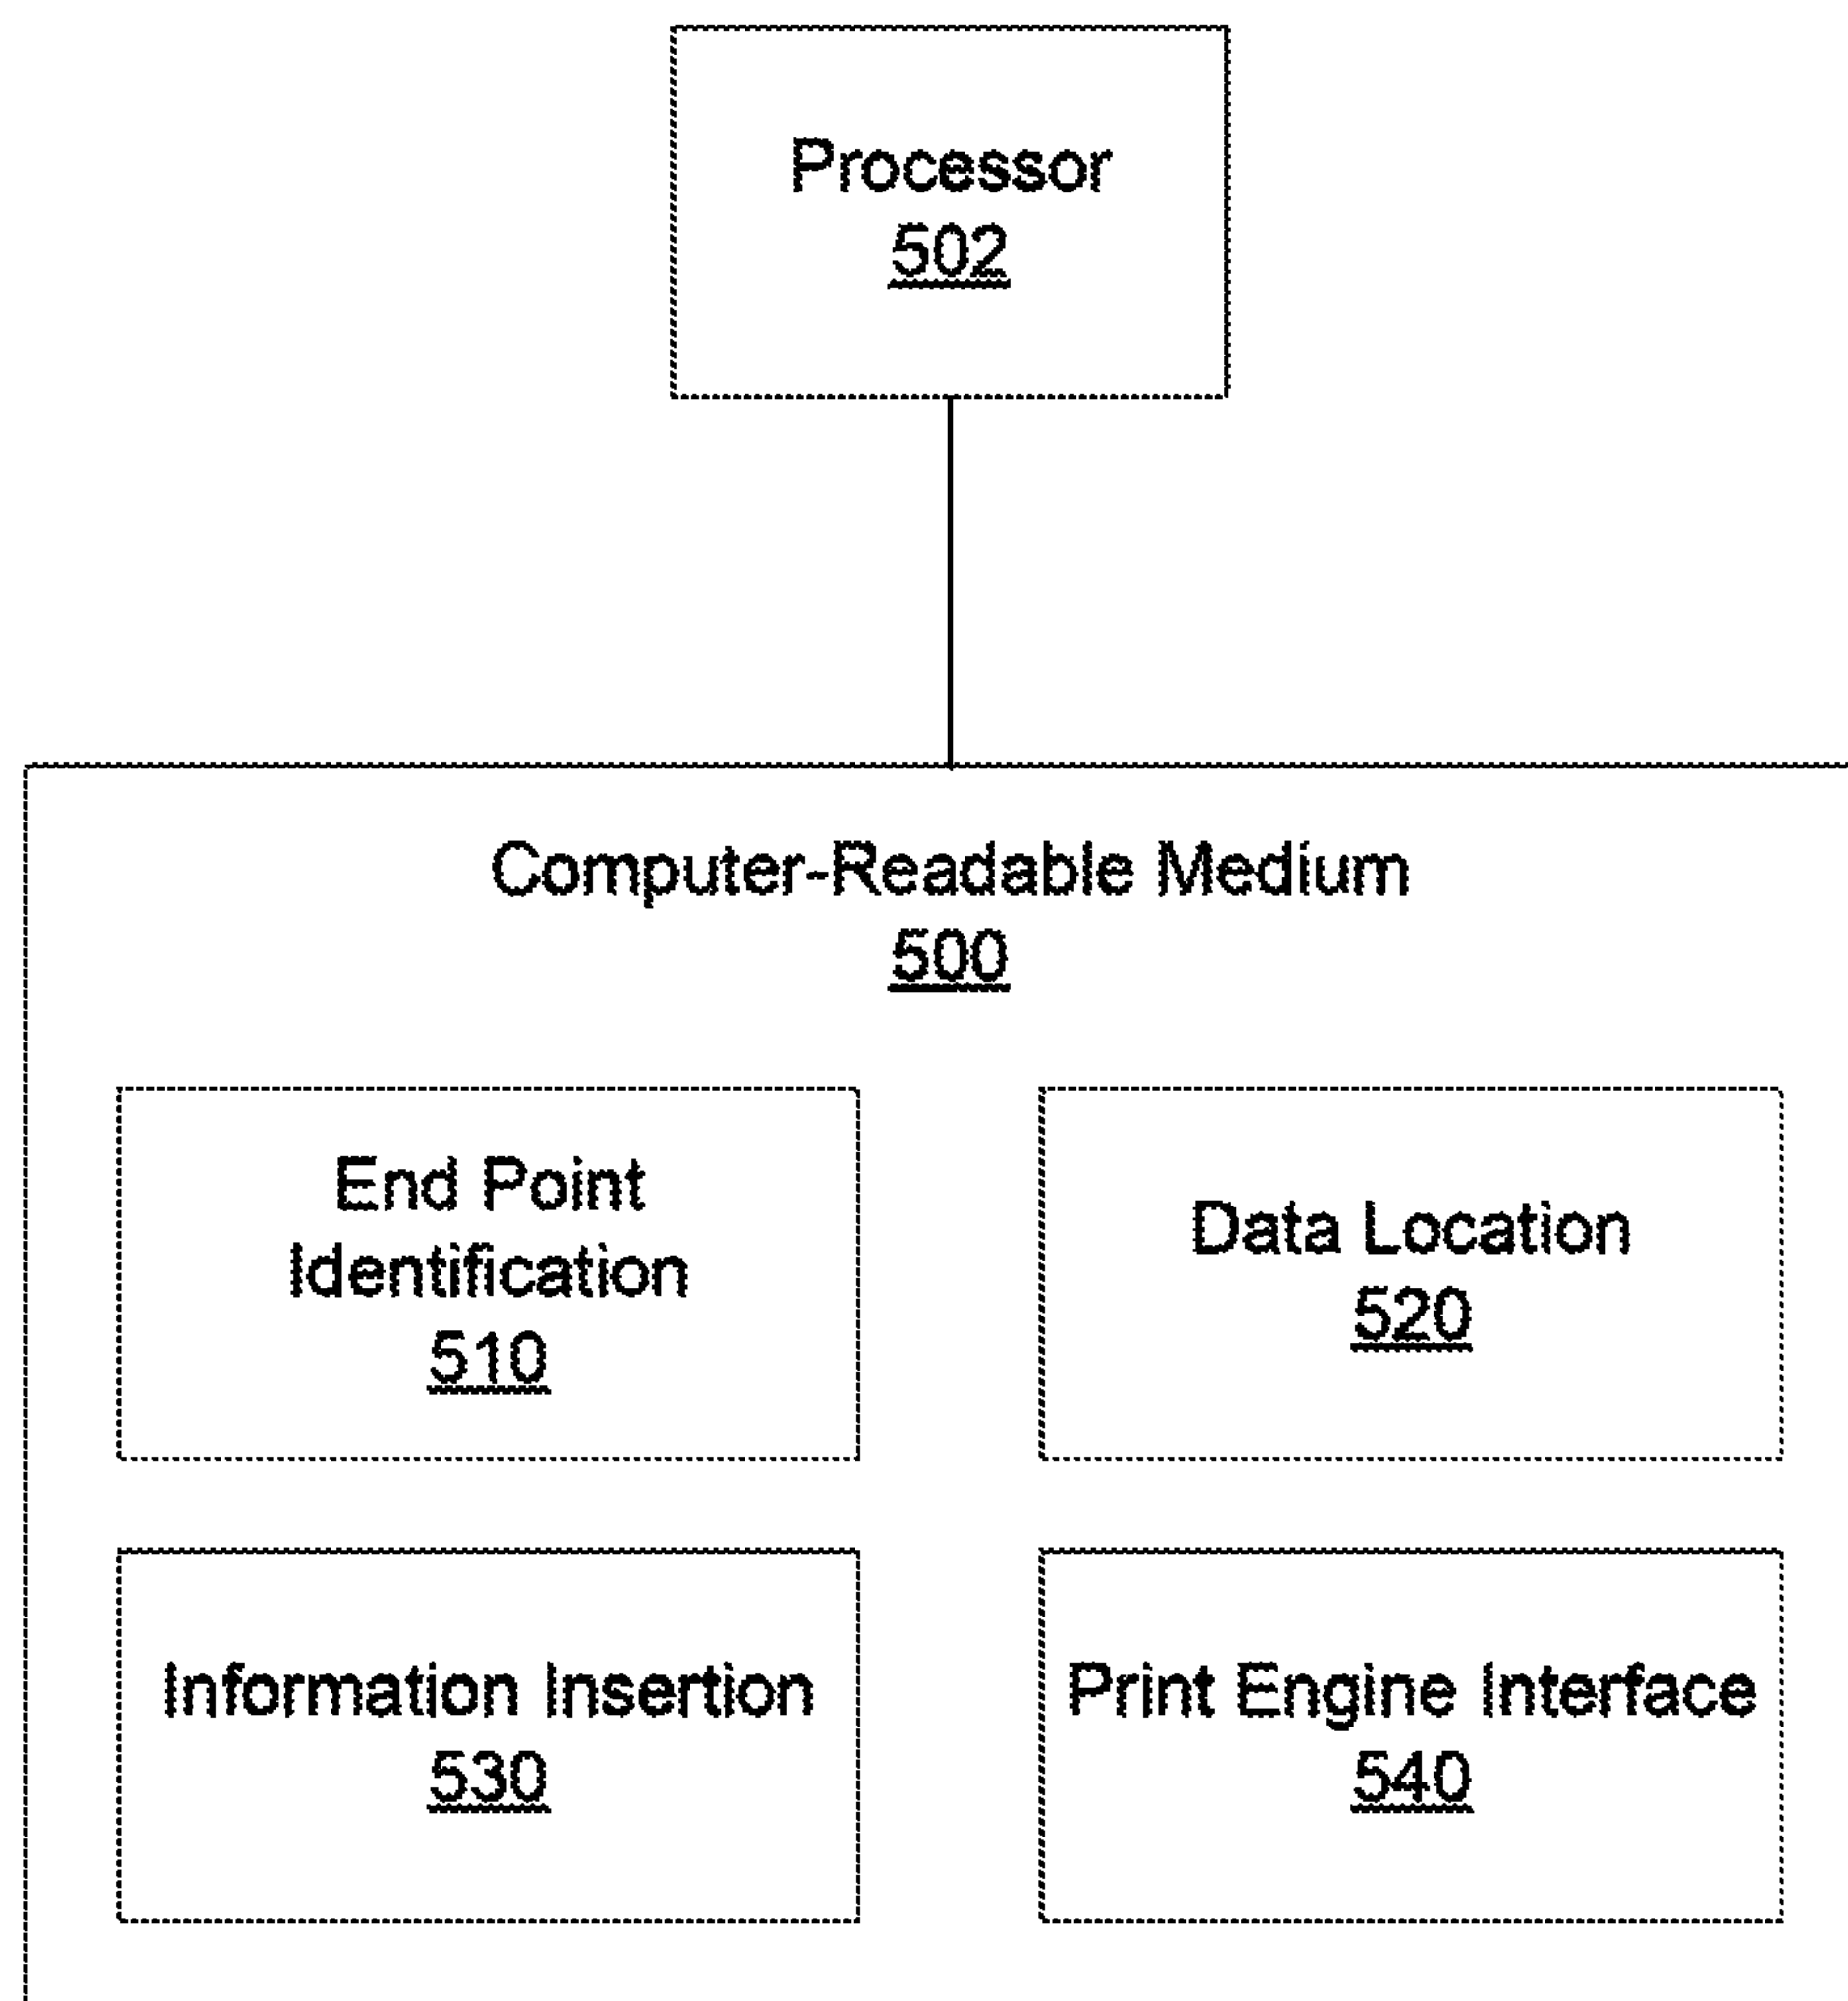 Processor
502
Computer-Readable Medium
500
End Point
Identification
510
Data Location
520
Information Insertion
530
Print Engine Interface
540